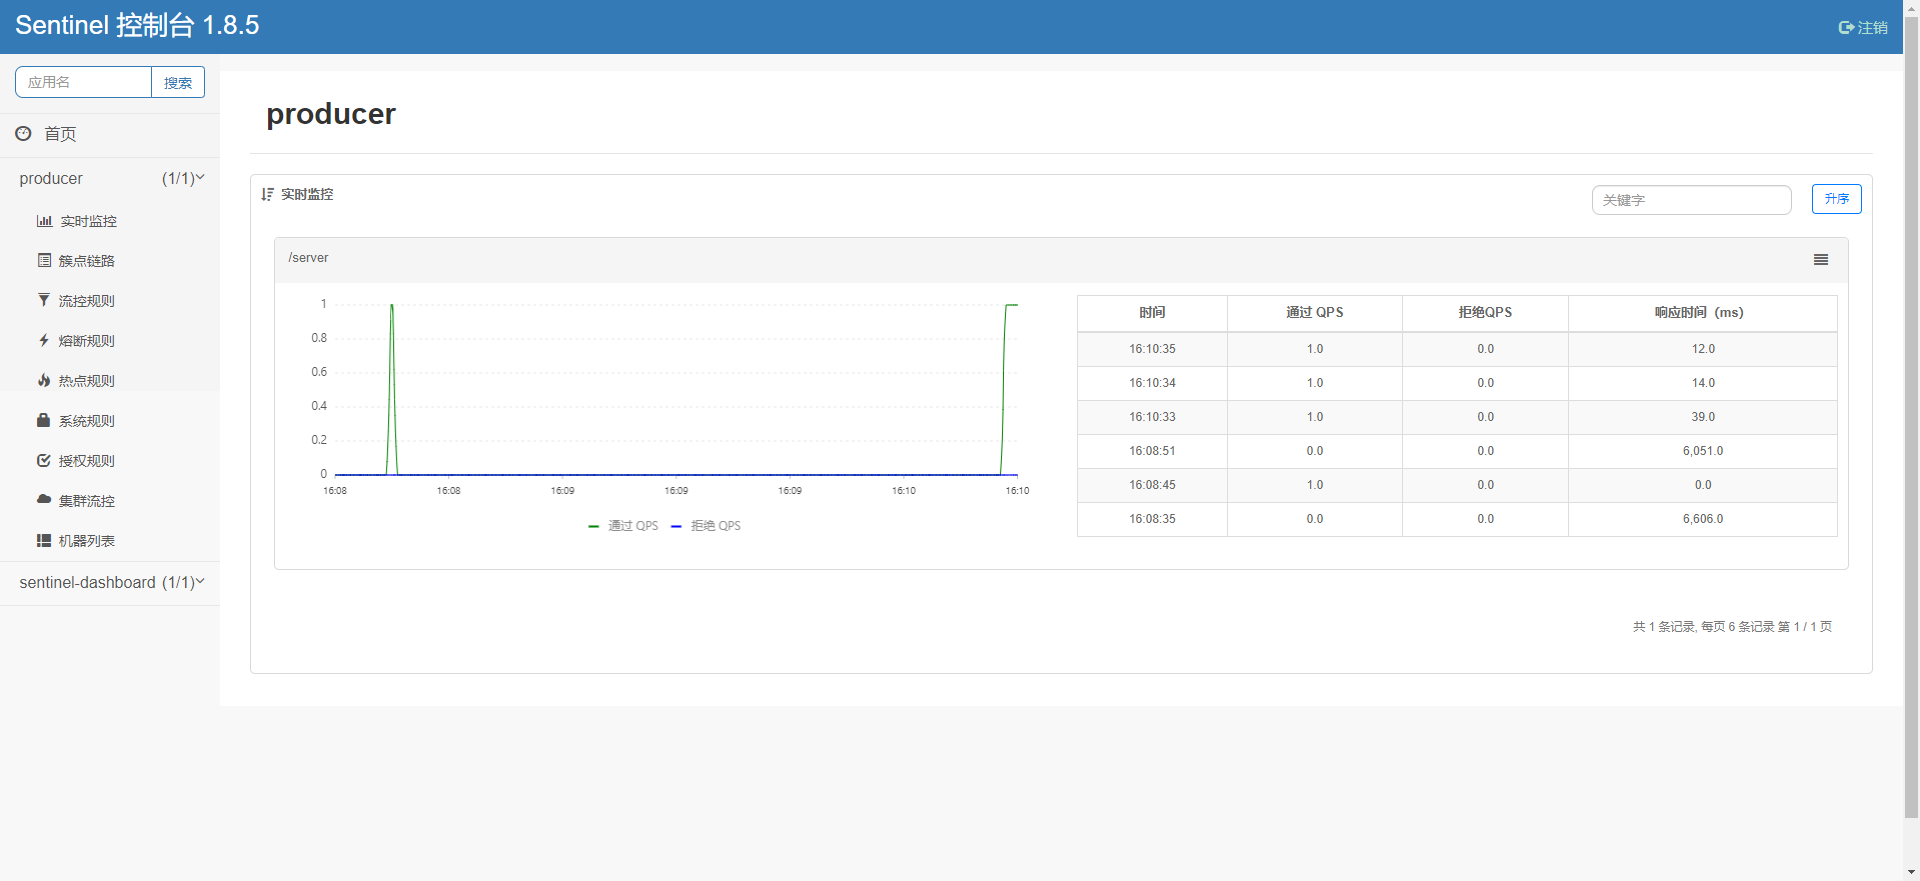 Sentinel 控制台 1.8.5
注销
应用名
搜索
首页
producer (1/1)
实时监控
簇点链路
流控规则
熔断规则
热点规则
系统规则
授权规则
集群流控
机器列表
sentinel-dashboard (1/1)
producer
实时监控
关键字
升序
/server
1
0.8
0.6
0.4
0.2
0
16:08 16:08 16:09 16:09 16:09 16:10 16:10
通过 QPS 拒绝 QPS
时间 通过 QPS 拒绝QPS 响应时间（ms）
16:10:35 1.0 0.0 12.0
16:10:34 1.0 0.0 14.0
16:10:33 1.0 0.0 39.0
16:08:51 0.0 0.0 6,051.0
16:08:45 1.0 0.0 0.0
16:08:35 0.0 0.0 6,606.0
共 1 条记录, 每页 6 条记录 第 1 / 1 页